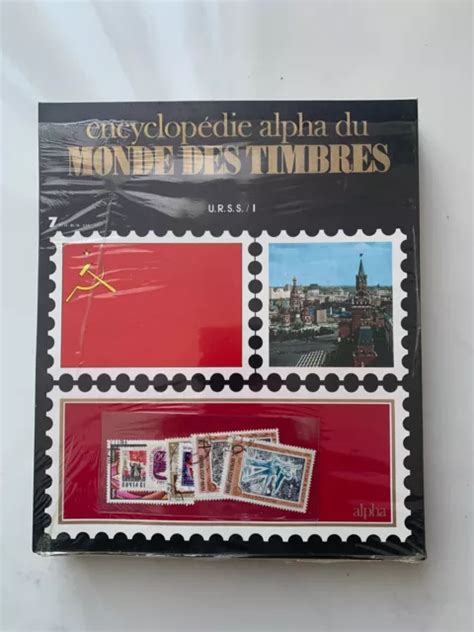 encyclopédie alpha du
MONDE DES TIMBRES
U.R.S.S. / I
7
alpha